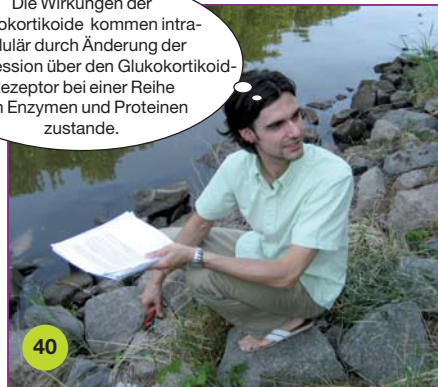 Die Wirkungen der
okortikoide kommen intra-
lulär durch Änderung der
ession über den Glukokortikoid-
ezeptor bei einer Reihe
n Enzymen und Proteinen
zustande.
40